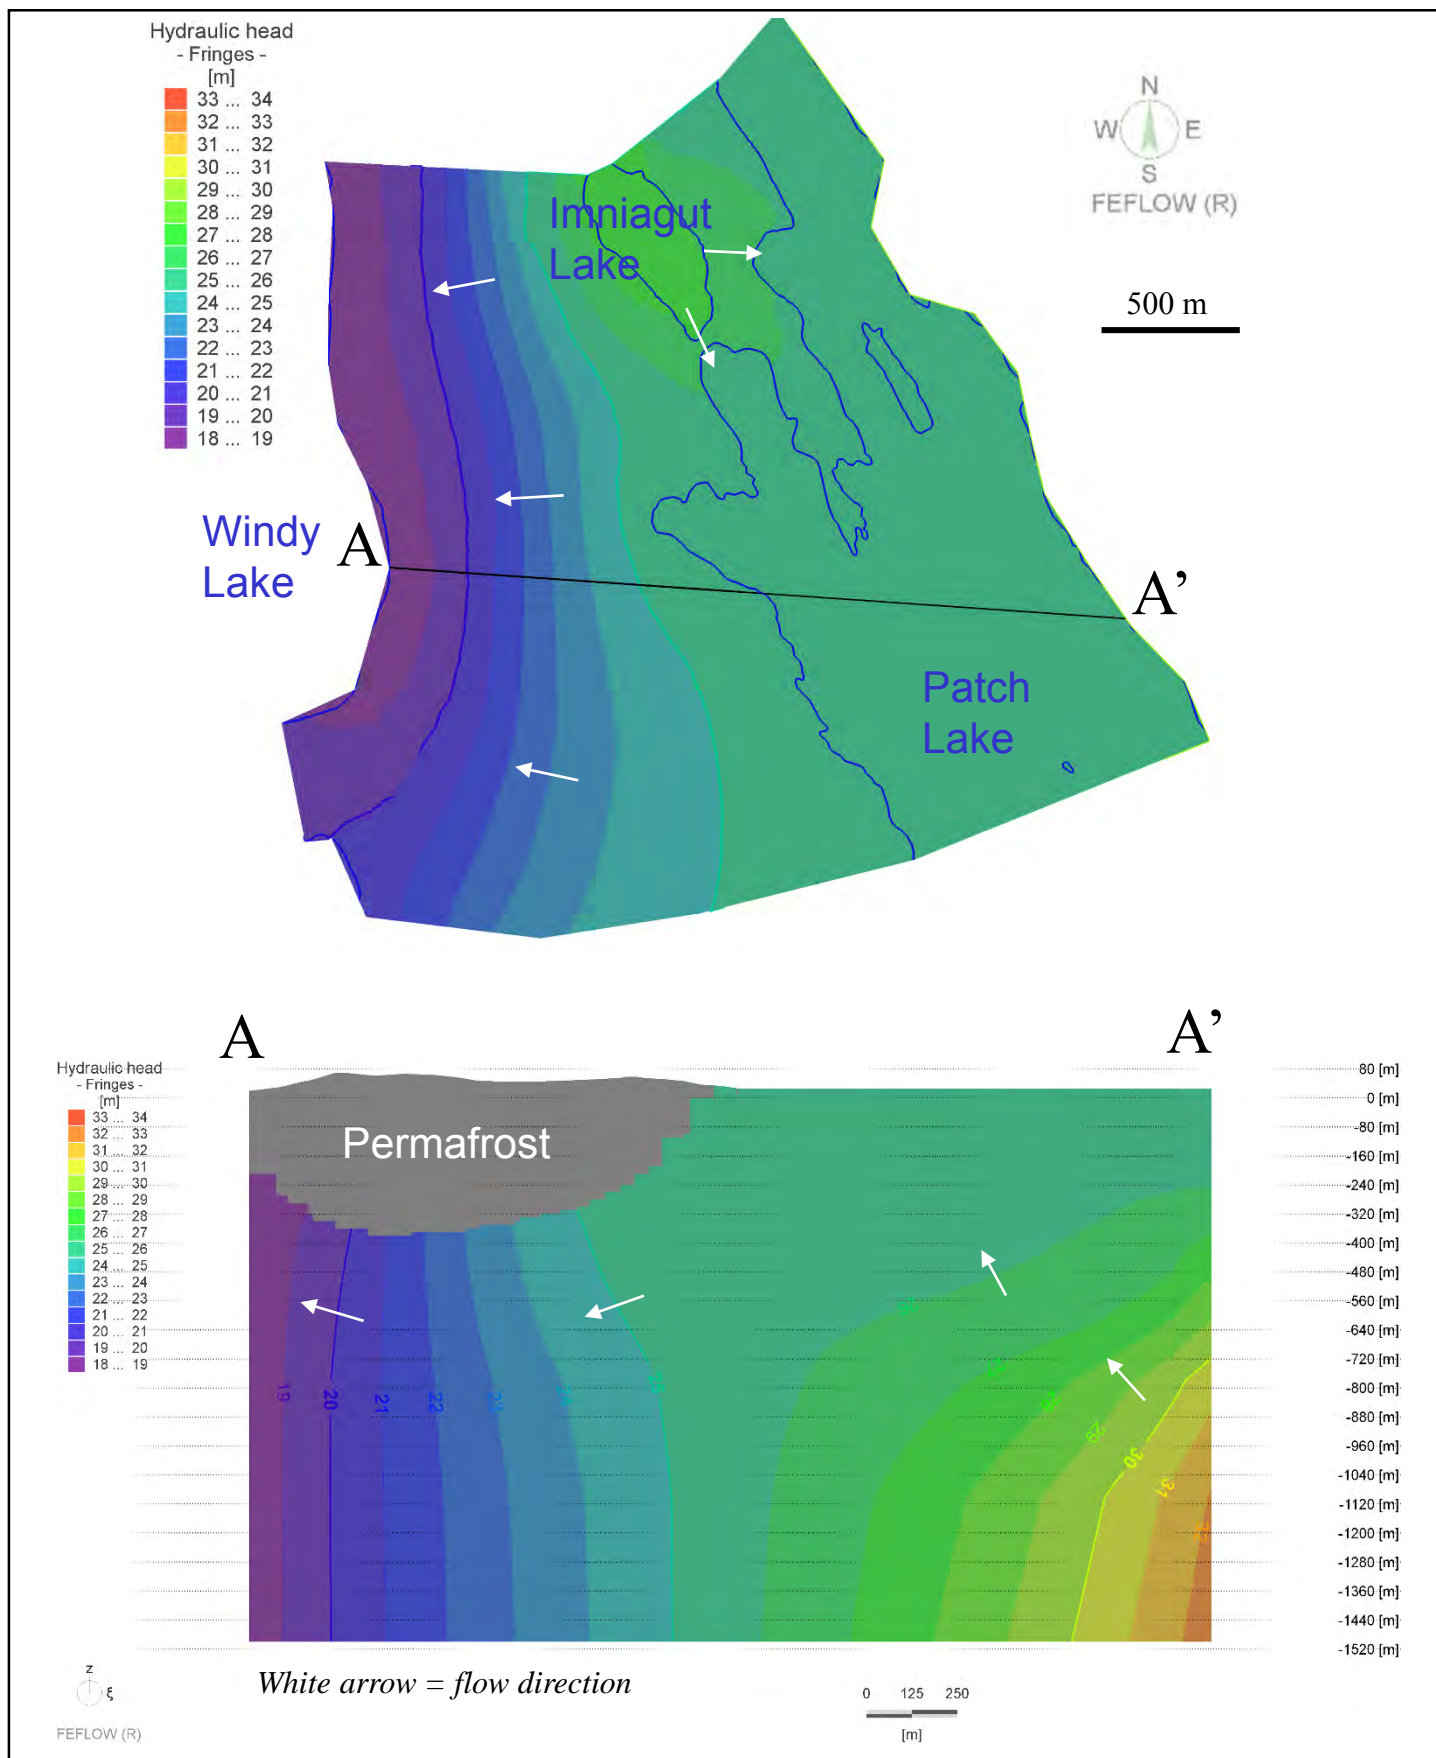 Hydraulic head
- Fringes -
[m]
33 ... 34
32 ... 33
31 ... 32
30 ... 31
29 ... 30
28 ... 29
27 ... 28
26 ... 27
25 ... 26
24 ... 25
23 ... 24
22 ... 23
21 ... 22
20 ... 21
19 ... 20
18 ... 19
N
W E
S
FEFLOW (R)
500 m
Imniagut
Lake
Windy
Lake
A
A'
Patch
Lake
A
A'
Hydraulic head
- Fringes -
[m]
33 ... 34
32 ... 33
31 ... 32
30 ... 31
29 ... 30
28 ... 29
27 ... 28
26 ... 27
25 ... 26
24 ... 25
23 ... 24
22 ... 23
21 ... 22
20 ... 21
19 ... 20
18 ... 19
Permafrost
80 [m]
0 [m]
-80 [m]
-160 [m]
-240 [m]
-320 [m]
-400 [m]
-480 [m]
-560 [m]
-640 [m]
-720 [m]
-800 [m]
-880 [m]
-960 [m]
-1040 [m]
-1120 [m]
-1200 [m]
-1280 [m]
-1360 [m]
-1440 [m]
-1520 [m]
19
20
21
22
30
31
z
ξ
FEFLOW (R)
White arrow = flow direction
0 125 250
[m]